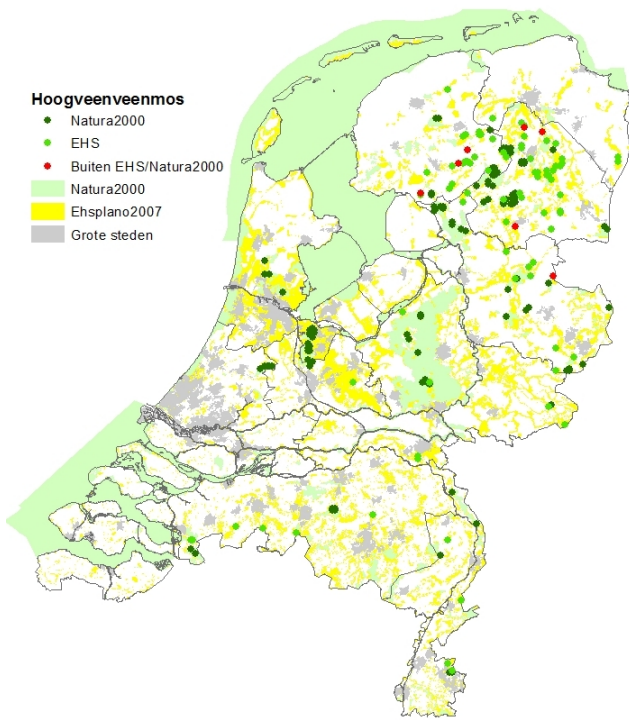 Hoogveenveenmos
Natura2000
EHS
Buiten EHS/Natura2000
Natura2000
Ehsplano2007
Grote steden